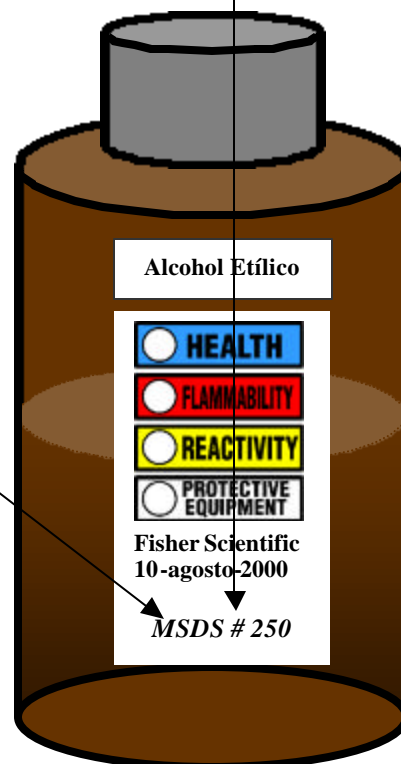 Alcohol Etílico
HEALTH
FLAMMABILITY
REACTIVITY
PROTECTIVE
EQUIPMENT
Fisher Scientific
10-agosto-2000
MSDS # 250